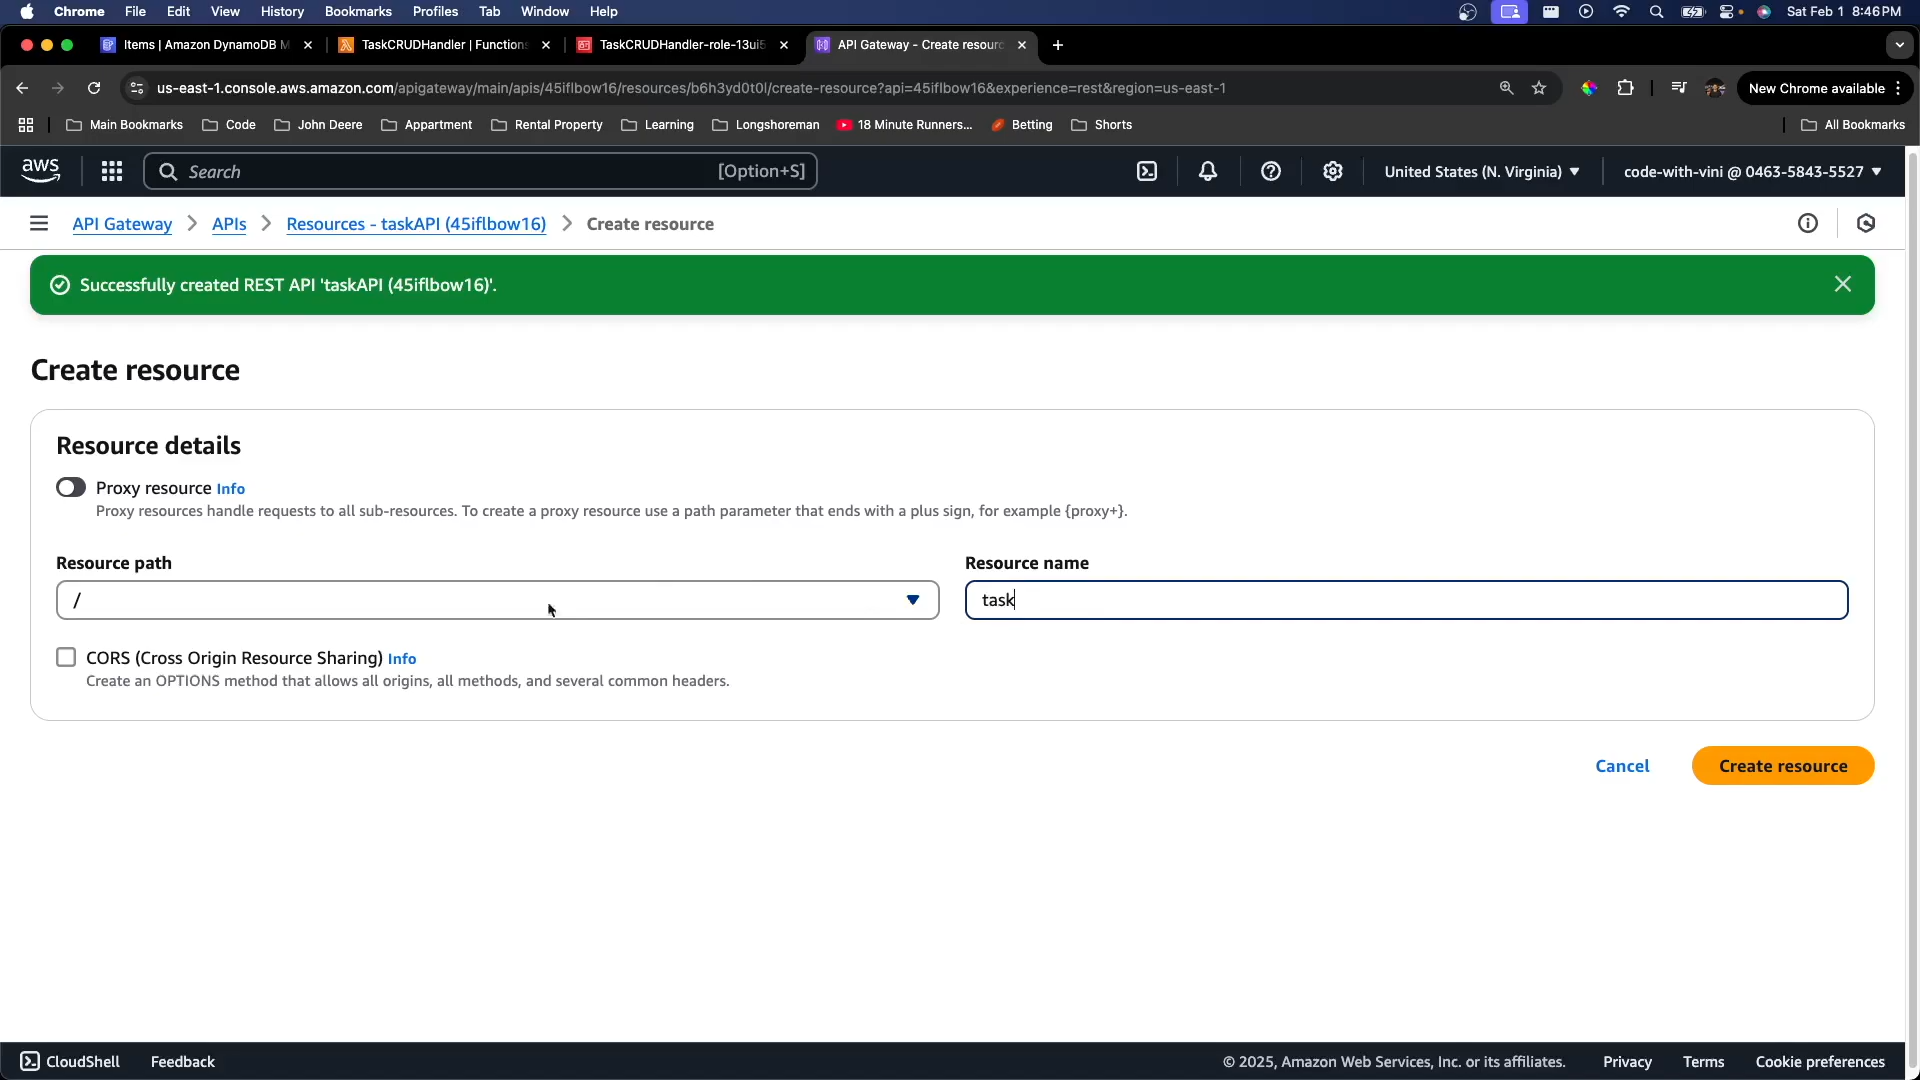 Chrome File Edit View History Bookmarks Profiles Tab Window Help Sat Feb 1 8:46PM
Items | Amazon DynamoDB M TaskCRUDHandler | Functions TaskCRUDHandler-role-13ui5 API Gateway - Create resourc
us-east-1.console.aws.amazon.com/apigateway/main/apis/45iflbow16/resources/b6h3yd0t0l/create-resource?api=45iflbow16&experience=rest&region=us-east-1 New Chrome available
Main Bookmarks Code John Deere Appartment Rental Property Learning Longshoreman 18 Minute Runners... Betting Shorts All Bookmarks
aws Search [Option+S] United States (N. Virginia) code-with-vini @ 0463-5843-5527
API Gateway > APIs > Resources - taskAPI (45iflbow16) > Create resource
Successfully created REST API 'taskAPI (45iflbow16)'.
Create resource
Resource details
Proxy resource Info
Proxy resources handle requests to all sub-resources. To create a proxy resource use a path parameter that ends with a plus sign, for example {proxy+}.
Resource path Resource name
/ task
CORS (Cross Origin Resource Sharing) Info
Create an OPTIONS method that allows all origins, all methods, and several common headers.
Cancel Create resource
CloudShell Feedback © 2025, Amazon Web Services, Inc. or its affiliates. Privacy Terms Cookie preferences